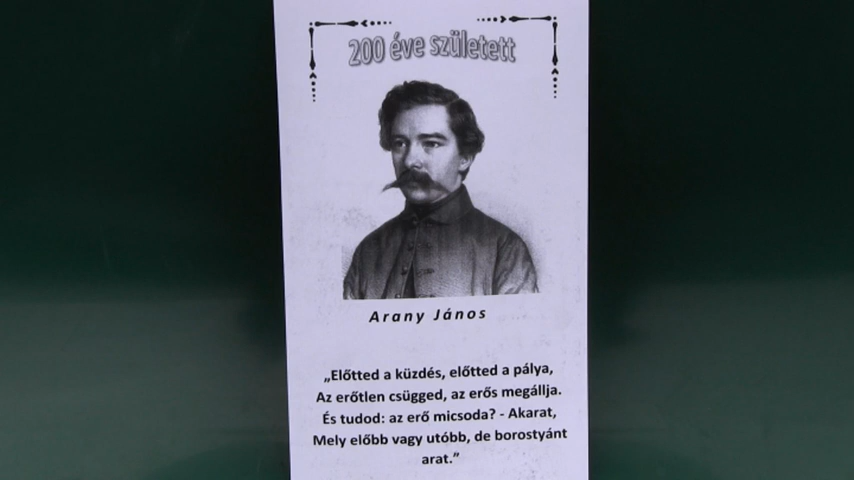 200 éve született
Arany János
„Előtted a küzdés, előtted a pálya,
Az erőtlen csügged, az erős megállja.
És tudod: az erő micsoda? - Akarat,
Mely előbb vagy utóbb, de borostyánt
arat.”